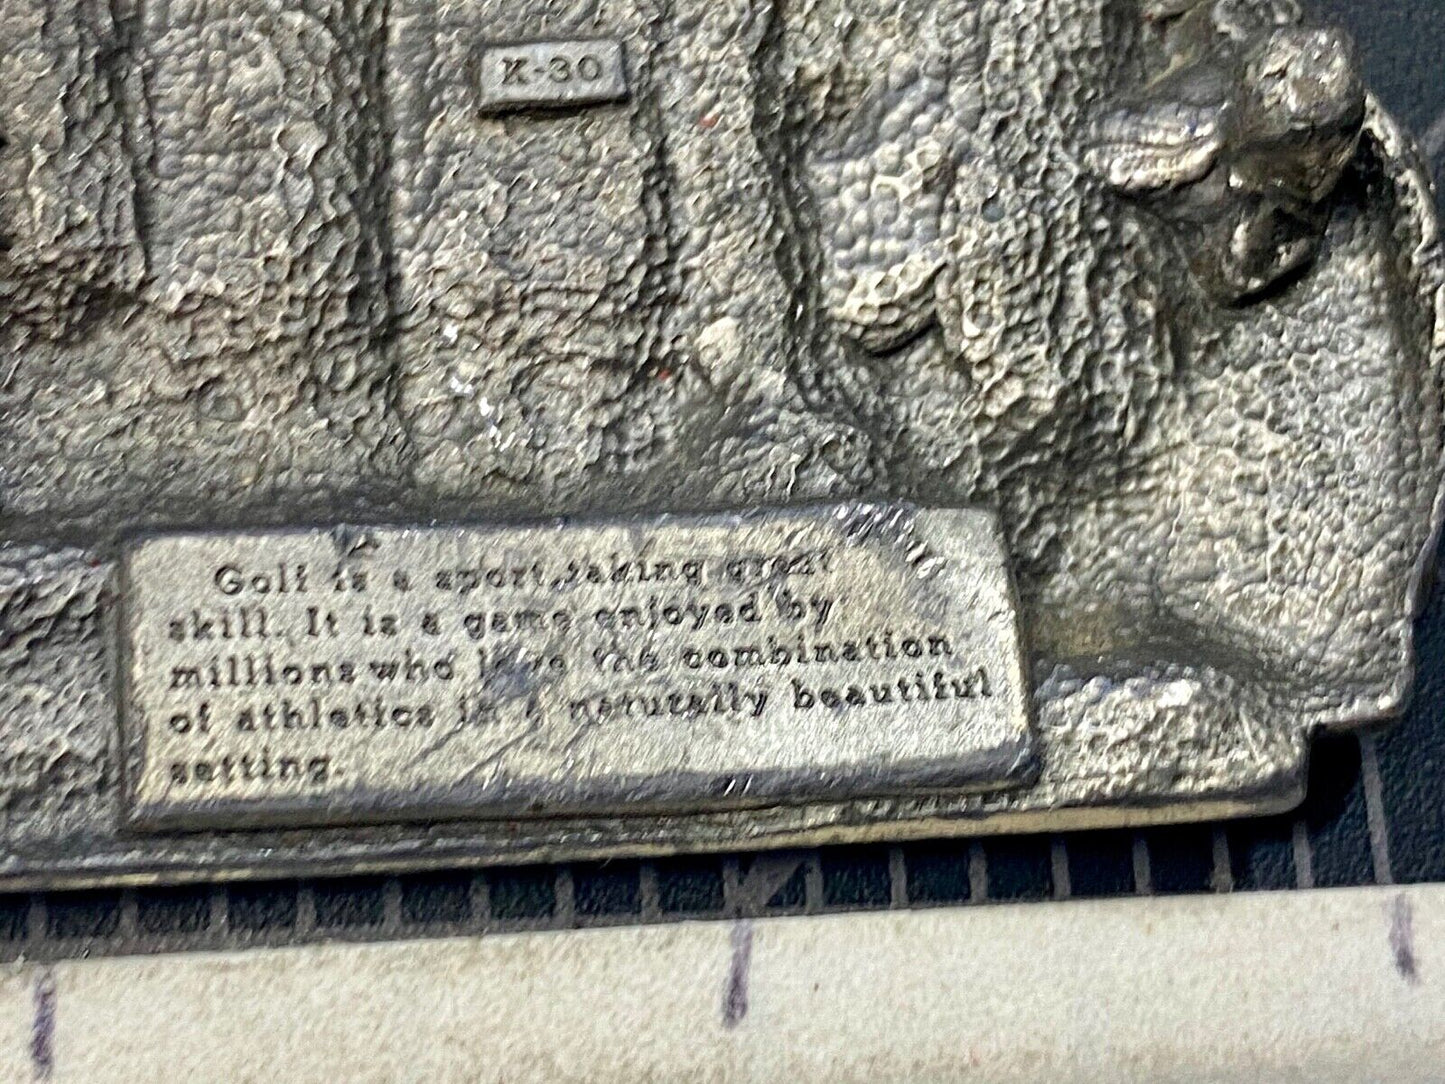 K-30
Golf is a sport, taking great
skill. It is a game enjoyed by
millions who love the combination
of athletics in a naturally beautiful
setting.